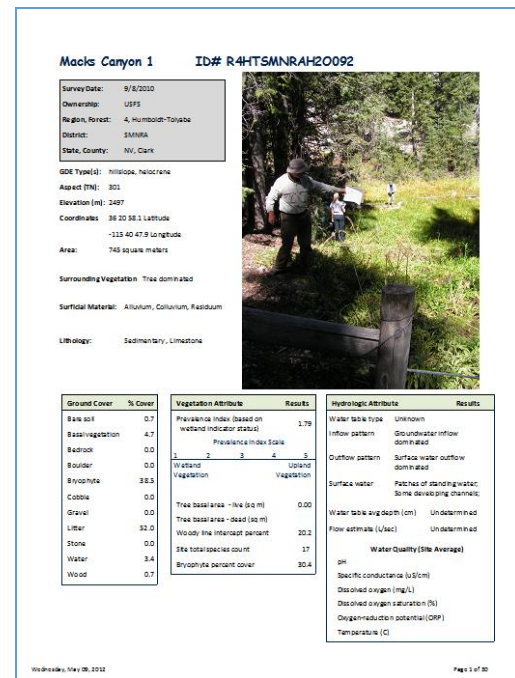 Macks Canyon 1 ID# R4HTSMNRAH2O092
Survey Date: 9/8/2010
Ownership: USFS
Region, Forest: 4, Humboldt-Toiyabe
District: SMNRA
State, County: NV, Clark
GDE Type(s): hillslope, helocrene
Aspect (TN): 301
Elevation (m): 2497
Coordinates 36 20 58.1 Latitude
-115 40 47.9 Longitude
Area: 745 square meters
Surrounding Vegetation Tree dominated
Surficial Material: Alluvium, Colluvium, Residuum
Lithology: Sedimentary, Limestone
Ground Cover % Cover
Bare soil 0.7
Basal vegetation 4.7
Bedrock 0.0
Boulder 0.0
Bryophyte 38.5
Cobble 0.0
Gravel 0.0
Litter 52.0
Stone 0.0
Water 3.4
Wood 0.7
Vegetation Attribute Results
Prevalence Index (based on
wetland indicator status) 1.79
Prevalence Index Scale
1 2 3 4 5
Wetland Upland
Vegetation Vegetation
Tree basal area - live (sq m) 0.00
Tree basal area - dead (sq m)
Woody line intercept percent 20.2
Site total species count 17
Bryophyte percent cover 30.4
Hydrologic Attribute Results
Water table type Unknown
Inflow pattern Groundwater inflow
dominated
Outflow pattern Surface water outflow
dominated
Surface water Patches of standing water;
Some developing channels;
Water table avg depth (cm) Undetermined
Flow estimate (L/sec) Undetermined
Water Quality (Site Average)
pH
Specific conductance (uS/cm)
Dissolved oxygen (mg/L)
Dissolved oxygen saturation (%)
Oxygen-reduction potential (ORP)
Temperature (C)
Wednesday, May 09, 2012 Page 1 of 30